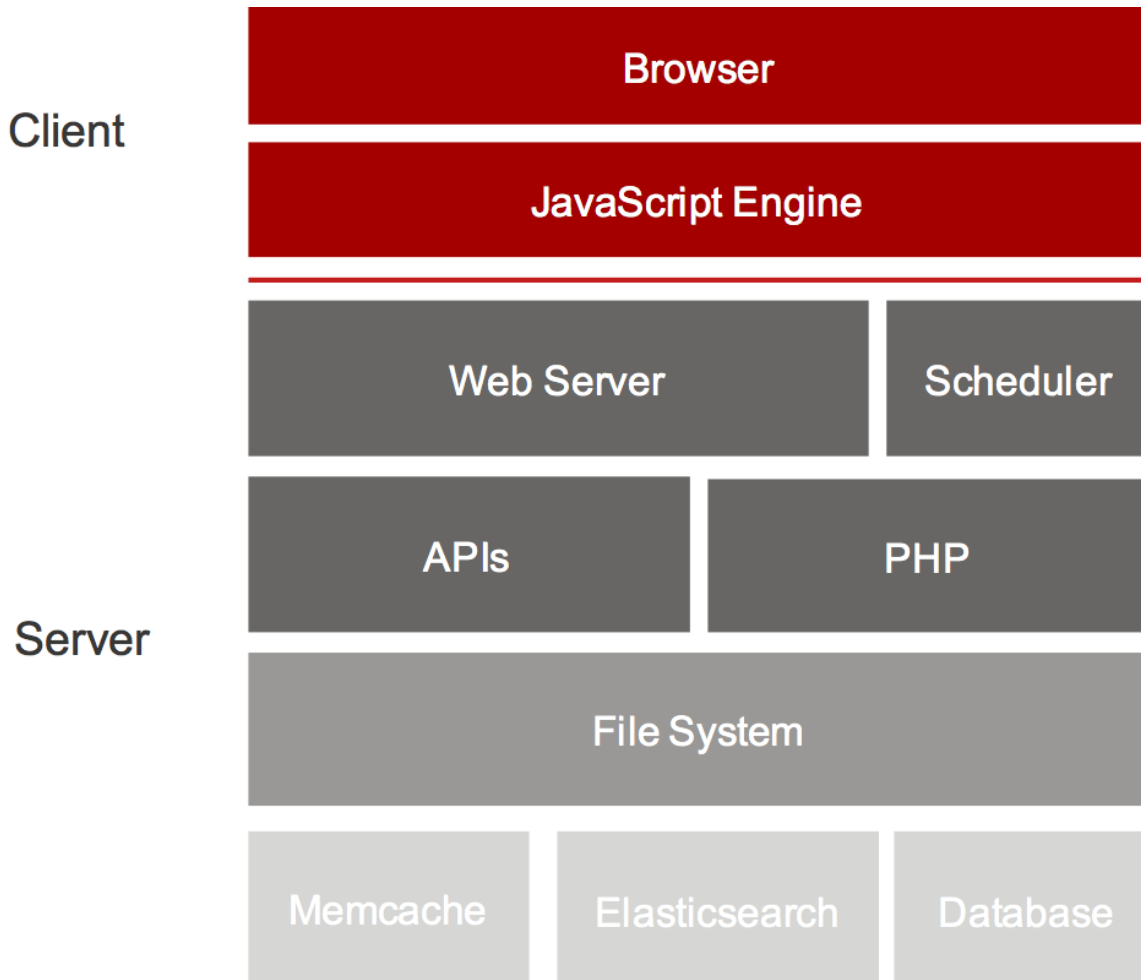 Browser
Client
JavaScript Engine
Web Server
Scheduler
APIs
PHP
Server
File System
Memcache
Elasticsearch
Database